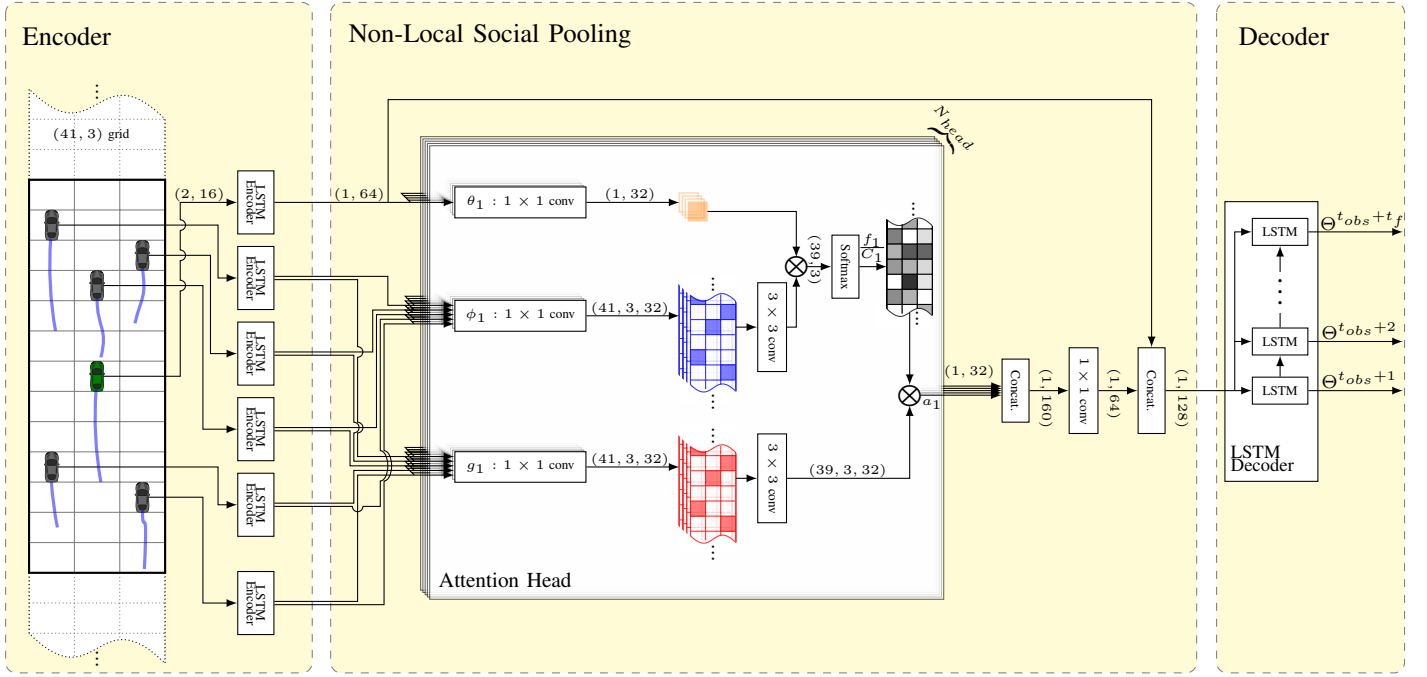 Encoder
Non-Local Social Pooling
Decoder
(41, 3) grid
(2, 16)
LSTM
Encoder
LSTM
Encoder
LSTM
Encoder
LSTM
Encoder
LSTM
Encoder
LSTM
Encoder
(1, 64)
N_head
θ_1 : 1 × 1 conv
(1, 32)
ϕ_1 : 1 × 1 conv
(41, 3, 32)
3 × 3 conv
(39, 3)
Softmax
f_1
C_1
g_1 : 1 × 1 conv
(41, 3, 32)
3 × 3 conv
(39, 3, 32)
a_1
Attention Head
(1, 32)
Concat.
(1, 160)
1 × 1 conv
(1, 64)
Concat.
(1, 128)
LSTM
Θ^{t_obs+t_f}
LSTM
Θ^{t_obs+2}
LSTM
Θ^{t_obs+1}
LSTM
Decoder